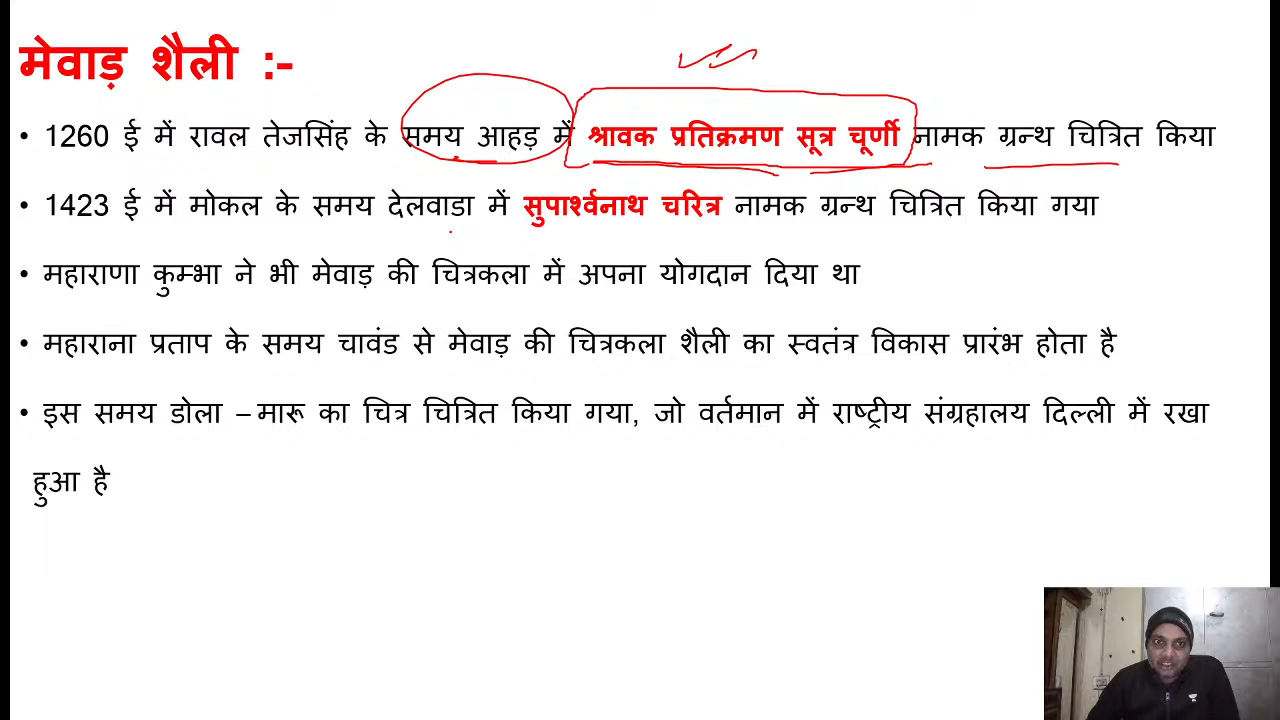 मेवाड़ शैली :-
• 1260 ई में रावल तेजसिंह के समय आहड़ में श्रावक प्रतिक्रमण सूत्र चूर्णी नामक ग्रन्थ चित्रित किया
• 1423 ई में मोकल के समय देलवाडा में सुपार्श्वनाथ चरित्र नामक ग्रन्थ चित्रित किया गया
• महाराणा कुम्भा ने भी मेवाड़ की चित्रकला में अपना योगदान दिया था
• महाराना प्रताप के समय चावंड से मेवाड़ की चित्रकला शैली का स्वतंत्र विकास प्रारंभ होता है
• इस समय डोला – मारू का चित्र चित्रित किया गया, जो वर्तमान में राष्ट्रीय संग्रहालय दिल्ली में रखा
हुआ है